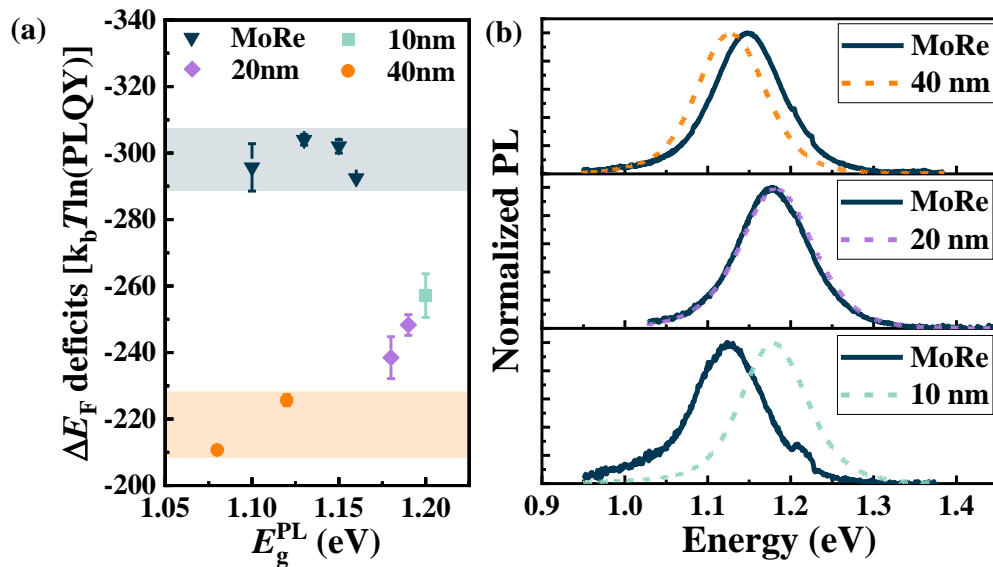 (a)
MoRe
10nm
20nm
40nm
ΔE_F deficits [k_bTln(PLQY)]
-340
-320
-300
-280
-260
-240
-220
-200
1.05
1.10
1.15
1.20
E_g^PL (eV)
(b)
Normalized PL
MoRe
40 nm
MoRe
20 nm
MoRe
10 nm
0.9
1.0
1.1
1.2
1.3
1.4
Energy (eV)